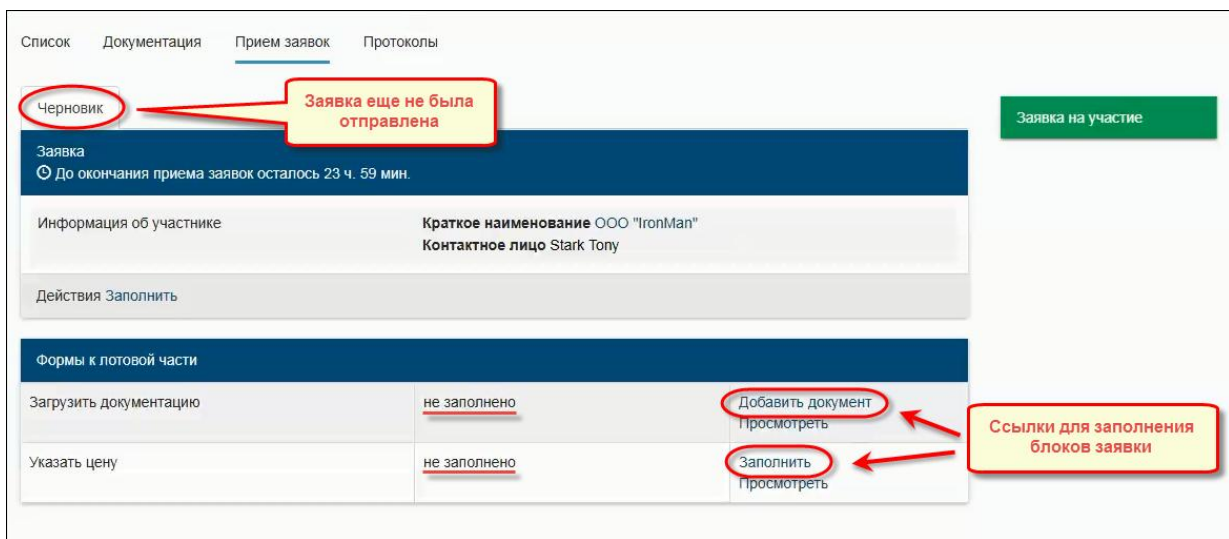 Список Документация Прием заявок Протоколы
Черновик
Заявка еще не была
отправлена
Заявка на участие
Заявка
До окончания приема заявок осталось 23 ч. 59 мин.
Информация об участнике
Краткое наименование ООО "IronMan"
Контактное лицо Stark Tony
Действия Заполнить
Формы к лотовой части
Загрузить документацию не заполнено Добавить документ
Просмотреть
Указать цену не заполнено Заполнить
Просмотреть
Ссылки для заполнения
блоков заявки